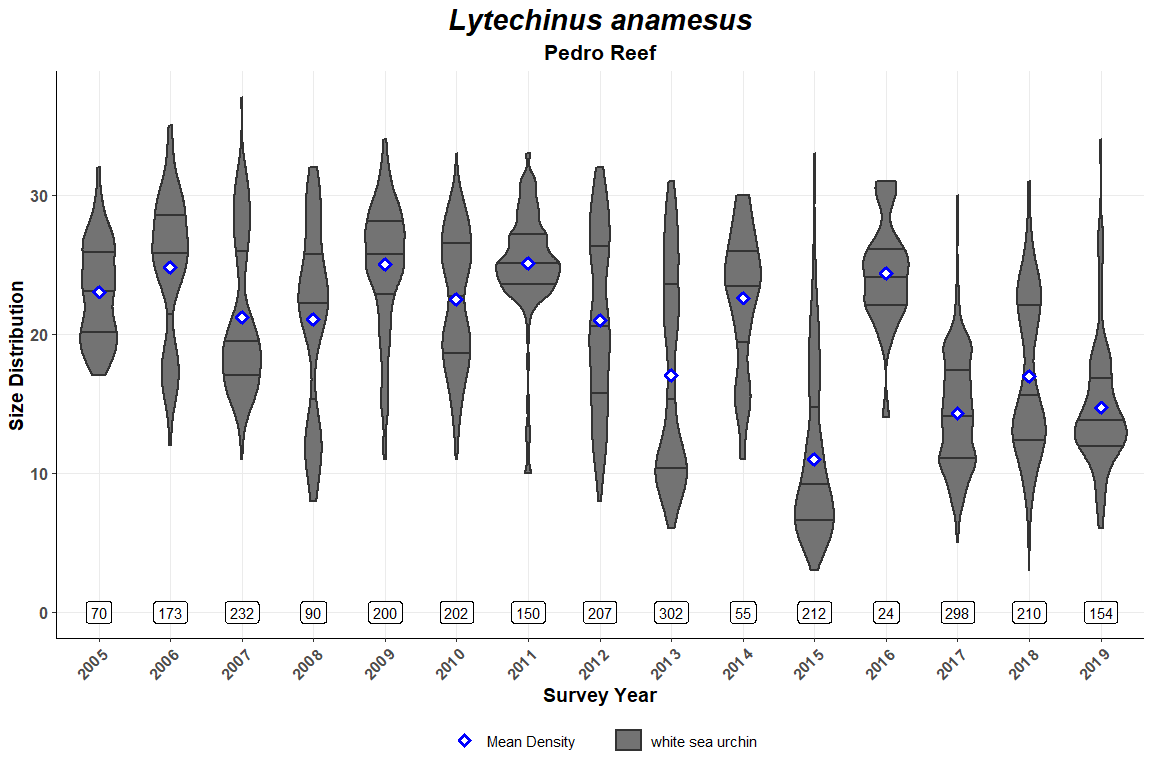 Lytechinus anamesus
Pedro Reef
Size Distribution
30
20
10
0
70 173 232 90 200 202 150 207 302 55 212 24 298 210 154
2005 2006 2007 2008 2009 2010 2011 2012 2013 2014 2015 2016 2017 2018 2019
Survey Year
Mean Density white sea urchin